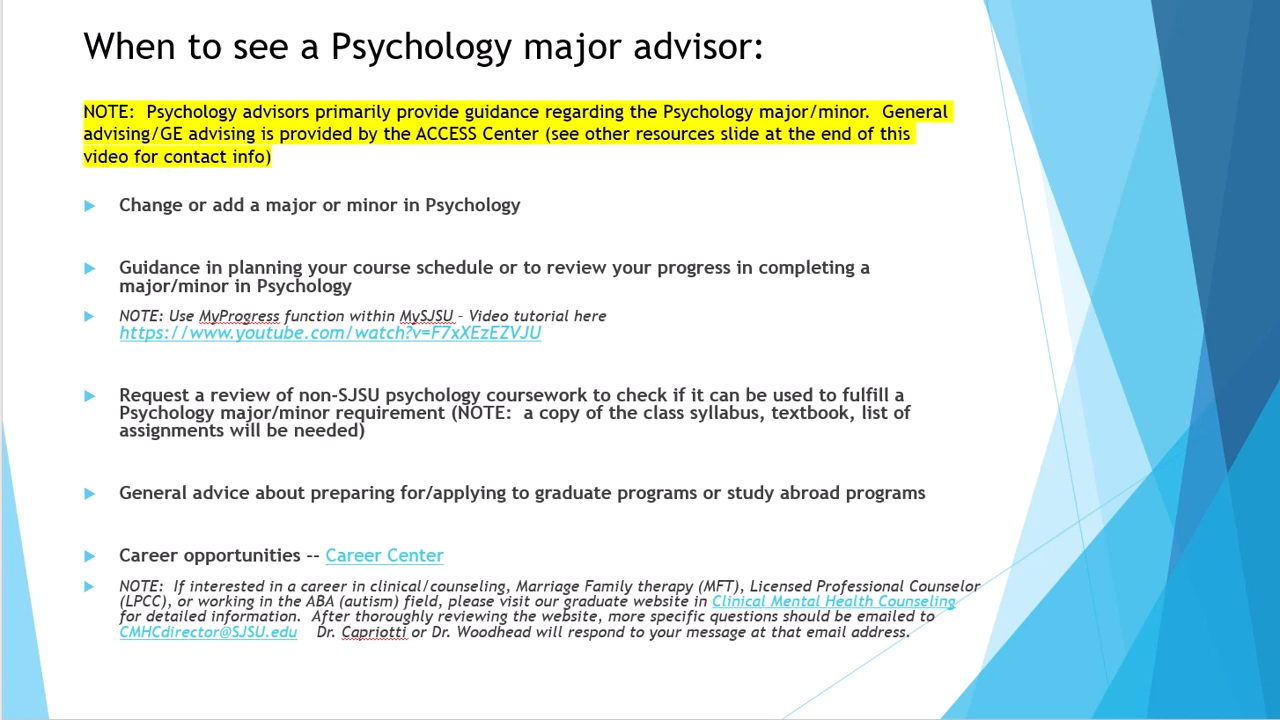 When to see a Psychology major advisor:
NOTE:  Psychology advisors primarily provide guidance regarding the Psychology major/minor.  General
advising/GE advising is provided by the ACCESS Center (see other resources slide at the end of this
video for contact info)
Change or add a major or minor in Psychology
Guidance in planning your course schedule or to review your progress in completing a
major/minor in Psychology
NOTE: Use MyProgress function within MySJSU – Video tutorial here
https://www.youtube.com/watch?v=F7xXEzEZVJU
Request a review of non-SJSU psychology coursework to check if it can be used to fulfill a
Psychology major/minor requirement (NOTE:  a copy of the class syllabus, textbook, list of
assignments will be needed)
General advice about preparing for/applying to graduate programs or study abroad programs
Career opportunities -- Career Center
NOTE:  If interested in a career in clinical/counseling, Marriage Family therapy (MFT), Licensed Professional Counselor
(LPCC), or working in the ABA (autism) field, please visit our graduate website in Clinical Mental Health Counseling
for detailed information.  After thoroughly reviewing the website, more specific questions should be emailed to
CMHCdirector@SJSU.edu    Dr. Capriotti or Dr. Woodhead will respond to your message at that email address.